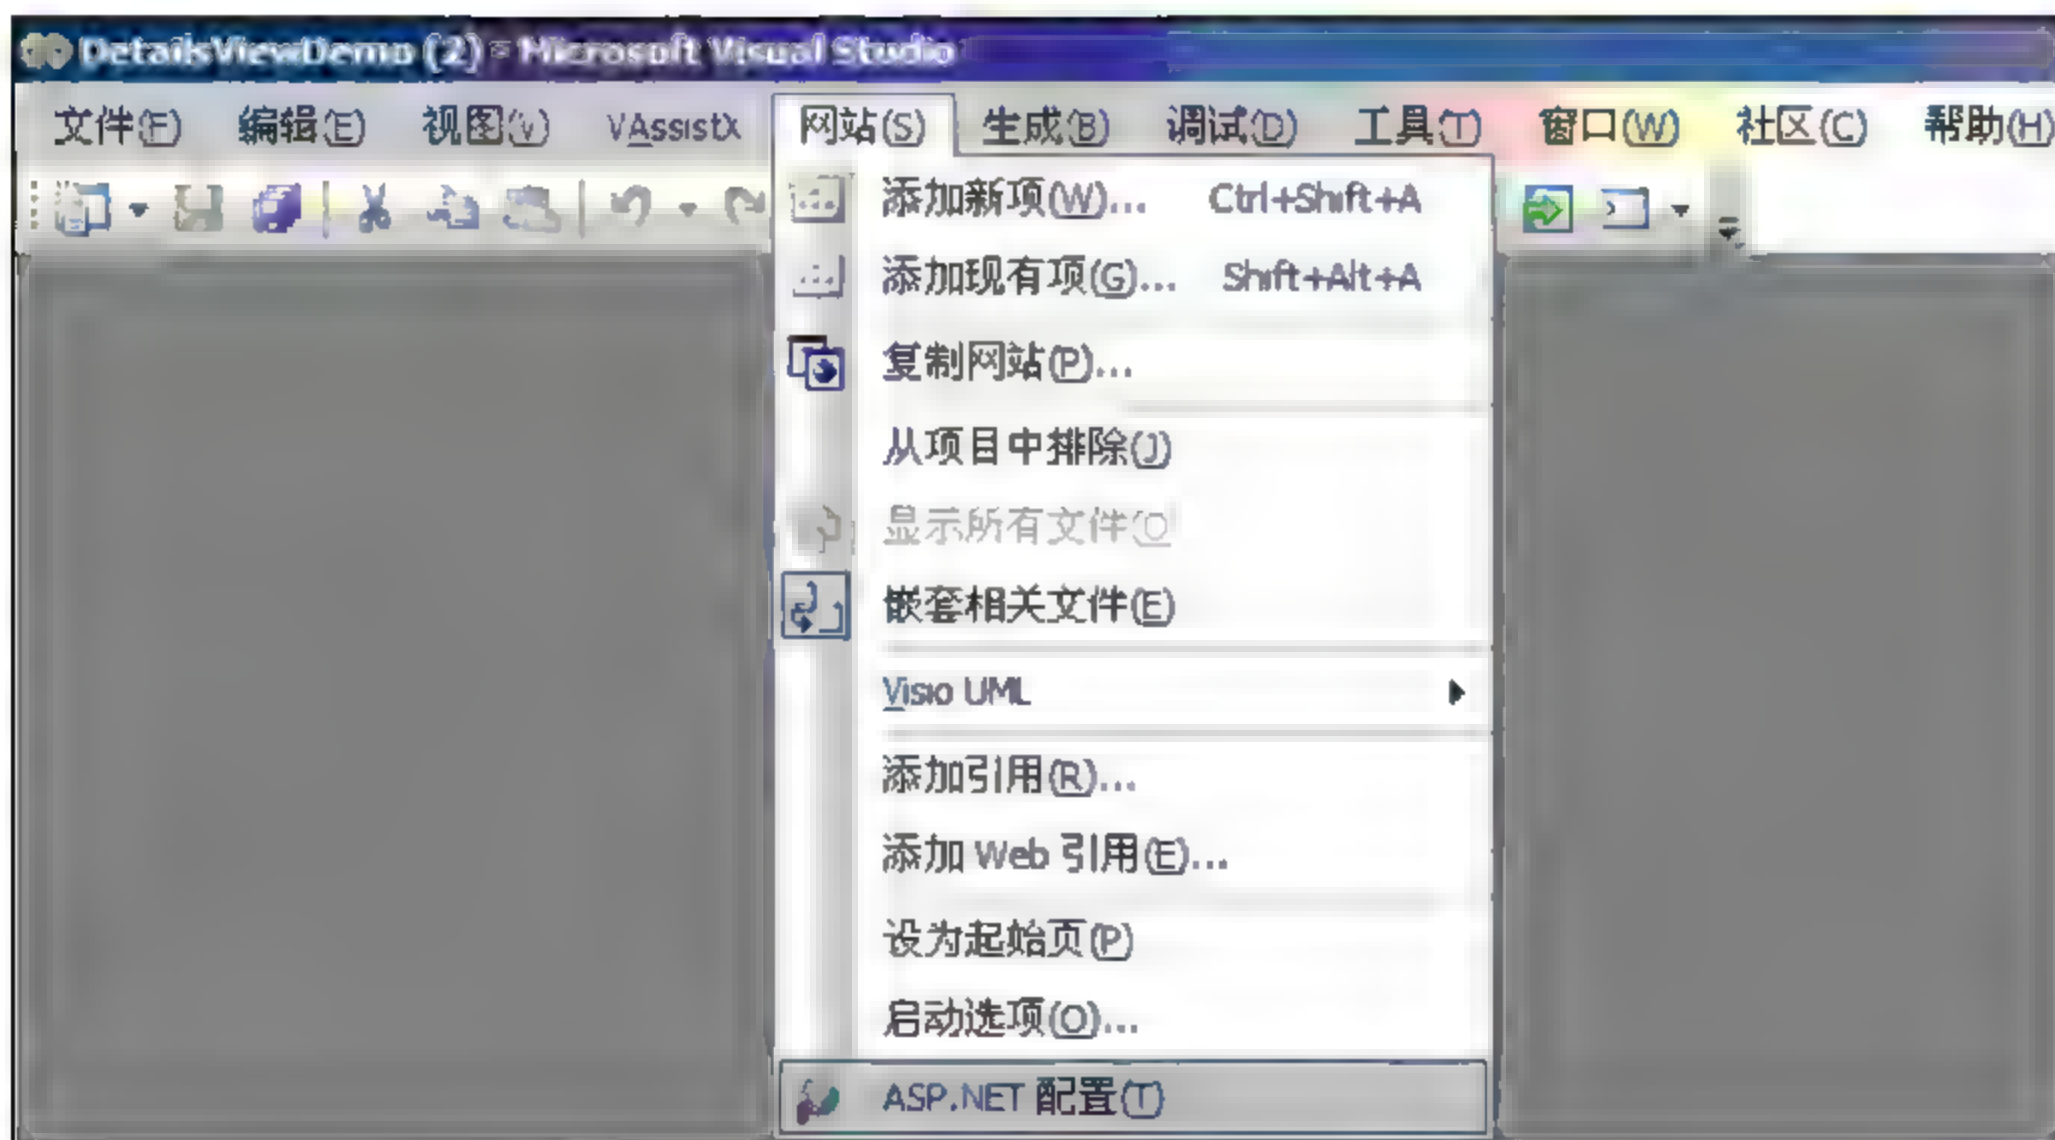 DetailsViewDemo (2) - Microsoft Visual Studio
文件(F) 编辑(E) 视图(V) VAssistX 网站(S) 生成(B) 调试(D) 工具(T) 窗口(W) 社区(C) 帮助(H)
添加新项(W)... Ctrl+Shift+A
添加现有项(G)... Shift+Alt+A
复制网站(P)...
从项目中排除(J)
显示所有文件(O
嵌套相关文件(E)
Visio UML
添加引用(R)...
添加 Web 引用(E)...
设为起始页(P)
启动选项(O)...
ASP.NET 配置(T)